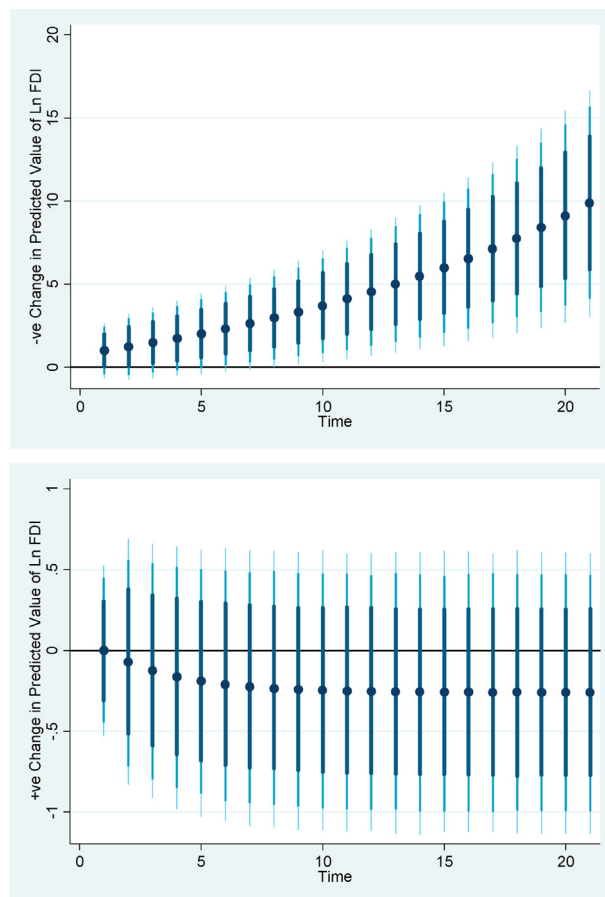 -ve Change in Predicted Value of Ln FDI
20
15
10
5
0
0 5 10 15 20
Time
+ve Change in Predicted Value of Ln FDI
1
.5
0
-.5
-1
0 5 10 15 20
Time